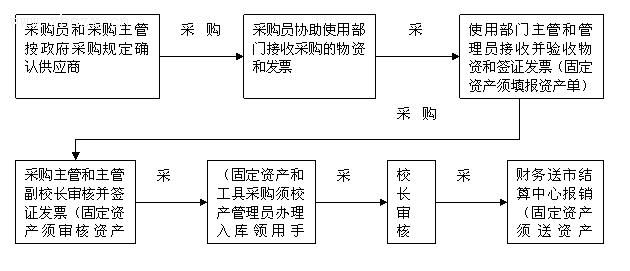 采购员和采购主管
按政府采购规定确
认供应商
采 购
采购员协助使用部
门接收采购的物资
和发票
采
使用部门主管和管
理员接收并验收物
资和签证发票（固定
资产须填报资产单）
采 购
采购主管和主管
副校长审核并签
证发票（固定资
产须审核资产
采
（固定资产和
工具采购须校
产管理员办理
入库领用手
采
校
长
审
核
采
财务送市结
算中心报销
（固定资产
须送资产